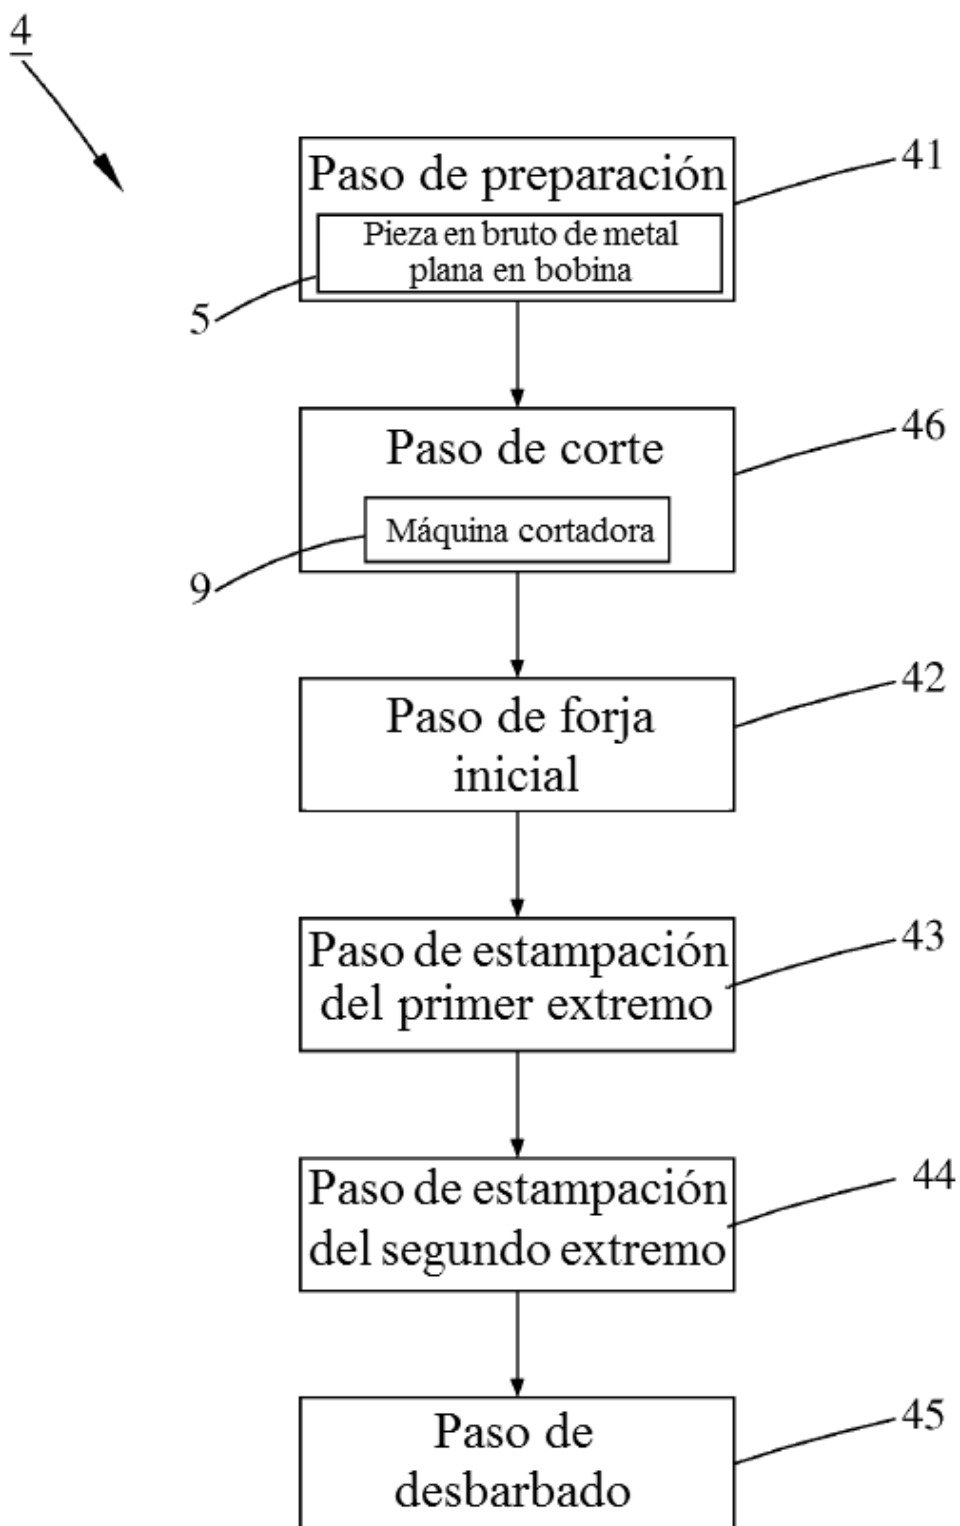 4
Paso de preparación
41
Pieza en bruto de metal
plana en bobina
5
Paso de corte
46
Máquina cortadora
9
Paso de forja
inicial
42
Paso de estampación
del primer extremo
43
Paso de estampación
del segundo extremo
44
Paso de
desbarbado
45